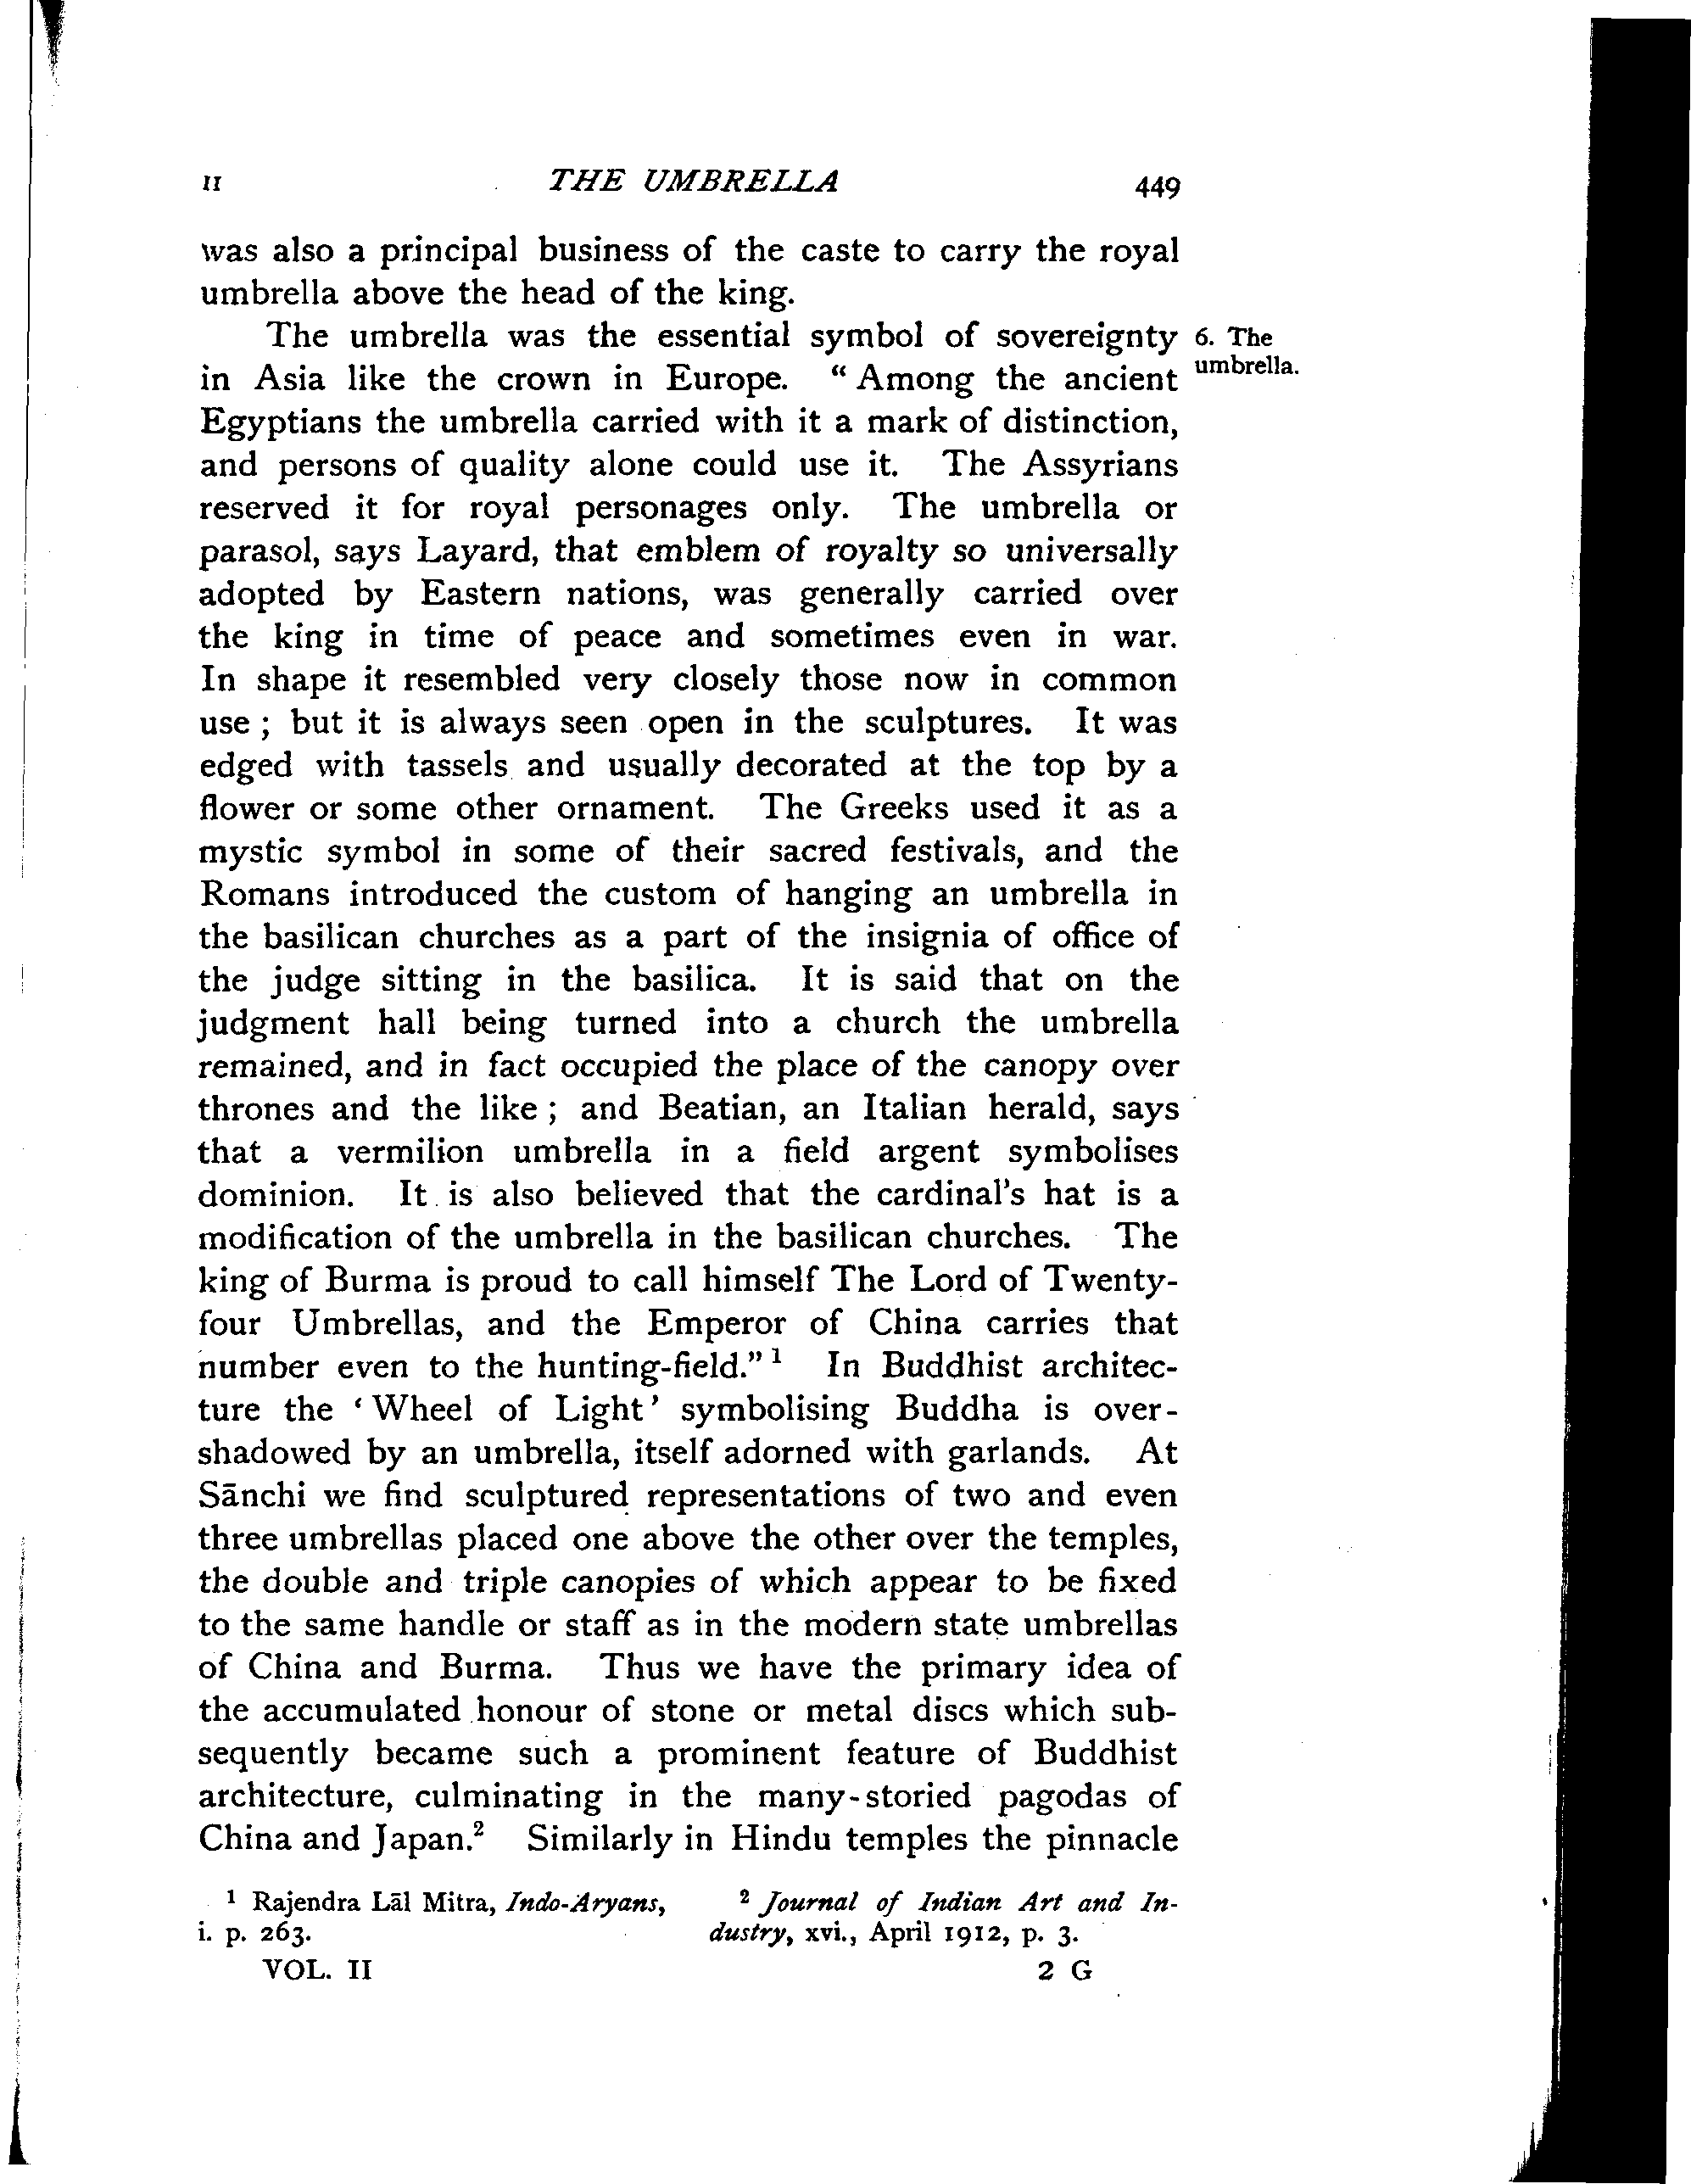 II THE UMBRELLA 449
was also a principal business of the caste to carry the royal
umbrella above the head of the king.
The umbrella was the essential symbol of sovereignty
6. The
umbrella.
in Asia like the crown in Europe. “Among the ancient
Egyptians the umbrella carried with it a mark of distinction,
and persons of quality alone could use it. The Assyrians
reserved it for royal personages only. The umbrella or
parasol, says Layard, that emblem of royalty so universally
adopted by Eastern nations, was generally carried over
the king in time of peace and sometimes even in war.
In shape it resembled very closely those now in common
use; but it is always seen open in the sculptures. It was
edged with tassels and usually decorated at the top by a
flower or some other ornament. The Greeks used it as a
mystic symbol in some of their sacred festivals, and the
Romans introduced the custom of hanging an umbrella in
the basilican churches as a part of the insignia of office of
the judge sitting in the basilica. It is said that on the
judgment hall being turned into a church the umbrella
remained, and in fact occupied the place of the canopy over
thrones and the like; and Beatian, an Italian herald, says
that a vermilion umbrella in a field argent symbolises
dominion. It is also believed that the cardinal's hat is a
modification of the umbrella in the basilican churches. The
king of Burma is proud to call himself The Lord of Twenty-
four Umbrellas, and the Emperor of China carries that
number even to the hunting-field.”¹ In Buddhist architec-
ture the ‘Wheel of Light’ symbolising Buddha is over-
shadowed by an umbrella, itself adorned with garlands. At
Sānchi we find sculptured representations of two and even
three umbrellas placed one above the other over the temples,
the double and triple canopies of which appear to be fixed
to the same handle or staff as in the modern state umbrellas
of China and Burma. Thus we have the primary idea of
the accumulated honour of stone or metal discs which sub-
sequently became such a prominent feature of Buddhist
architecture, culminating in the many-storied pagodas of
China and Japan.² Similarly in Hindu temples the pinnacle
¹ Rajendra Lāl Mitra, Indo-Aryans,
i. p. 263.
² Journal of Indian Art and In-
dustry, xvi., April 1912, p. 3.
VOL. II 2 G